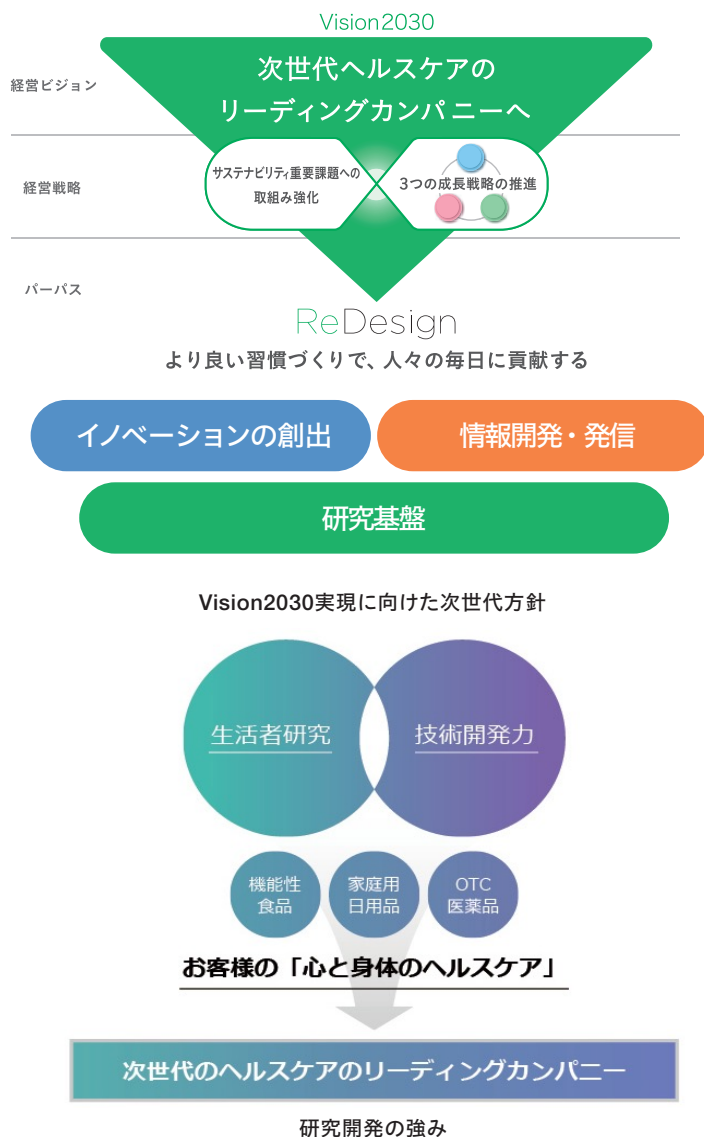 Vision2030
経営ビジョン
次世代ヘルスケアの
リーディングカンパニーへ
経営戦略
サステナビリティ重要課題への
取組み強化
3つの成長戦略の推進
パーパス
ReDesign
より良い習慣づくりで、人々の毎日に貢献する
イノベーションの創出
情報開発・発信
研究基盤
Vision2030実現に向けた次世代方針
生活者研究
技術開発力
機能性
食品
家庭用
日用品
OTC
医薬品
お客様の「心と身体のヘルスケア」
次世代のヘルスケアのリーディングカンパニー
研究開発の強み